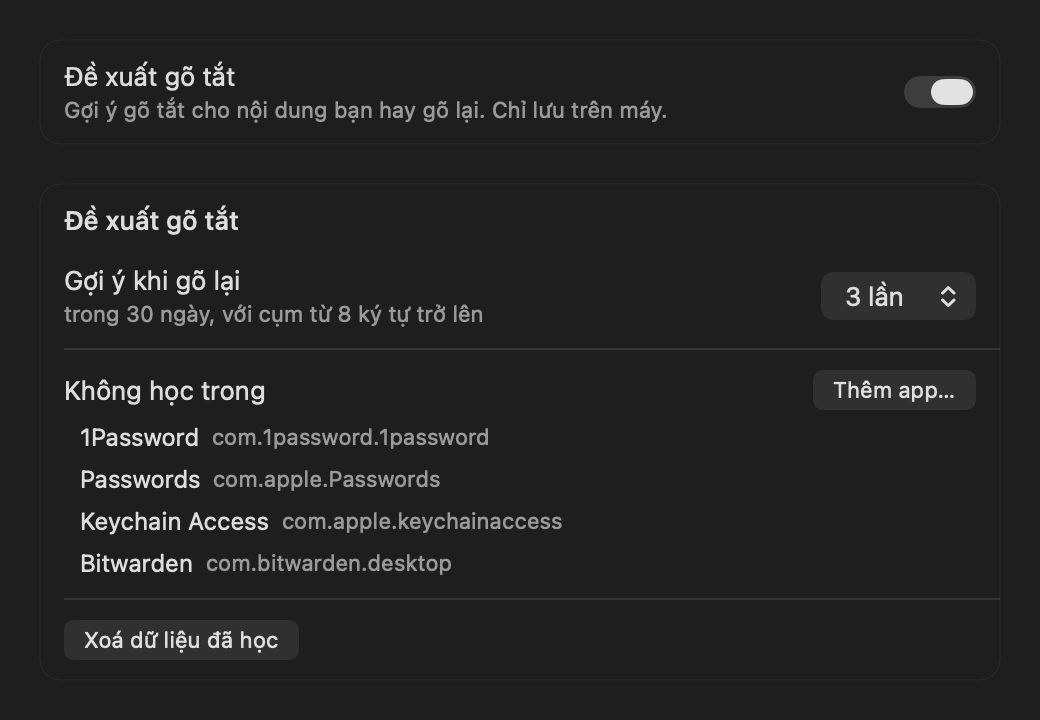 Đề xuất gõ tắt
Gợi ý gõ tắt cho nội dung bạn hay gõ lại. Chỉ lưu trên máy.
Đề xuất gõ tắt
Gợi ý khi gõ lại
3 lần
trong 30 ngày, với cụm từ 8 ký tự trở lên
Không học trong
Thêm app...
1Password com.1password.1password
Passwords com.apple.Passwords
Keychain Access com.apple.keychainaccess
Bitwarden com.bitwarden.desktop
Xoá dữ liệu đã học